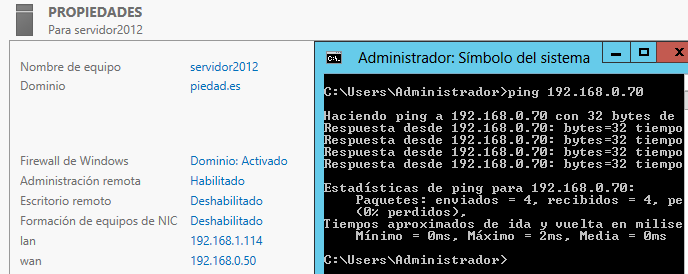 PROPIEDADES
Para servidor2012
Nombre de equipo servidor2012
Dominio piedad.es
Firewall de Windows Dominio: Activado
Administración remota Habilitado
Escritorio remoto Deshabilitado
Formación de equipos de NIC Deshabilitado
lan 192.168.1.114
wan 192.168.0.50
Administrador: Símbolo del sistema
C:\Users\Administrador>ping 192.168.0.70
Haciendo ping a 192.168.0.70 con 32 bytes de
Respuesta desde 192.168.0.70: bytes=32 tiempo
Respuesta desde 192.168.0.70: bytes=32 tiempo
Respuesta desde 192.168.0.70: bytes=32 tiempo
Respuesta desde 192.168.0.70: bytes=32 tiempo
Estadísticas de ping para 192.168.0.70:
Paquetes: enviados = 4, recibidos = 4, pe
(0% perdidos),
Tiempos aproximados de ida y vuelta en milise
Mínimo = 0ms, Máximo = 2ms, Media = 0ms
C:\Users\Administrador>